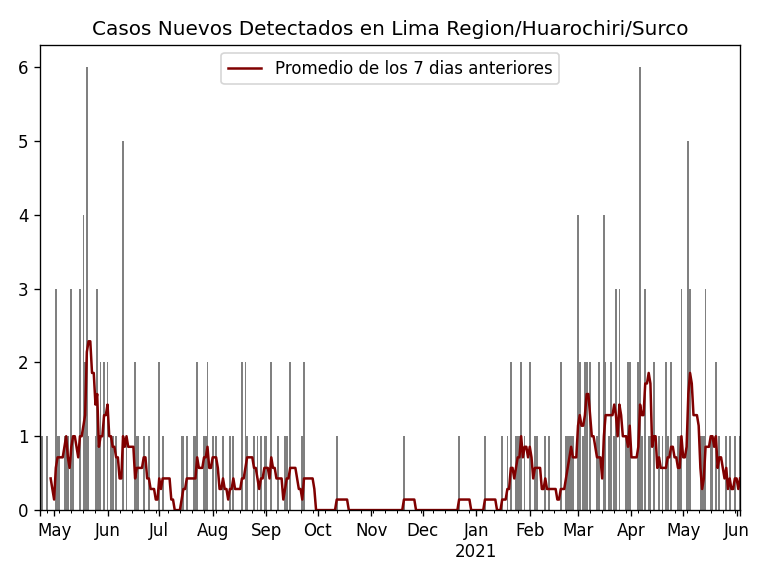 Casos Nuevos Detectados en Lima Region/Huarochiri/Surco
Promedio de los 7 dias anteriores
6
5
4
3
2
1
0
May Jun Jul Aug Sep Oct Nov Dec Jan Feb Mar Apr May Jun
2021